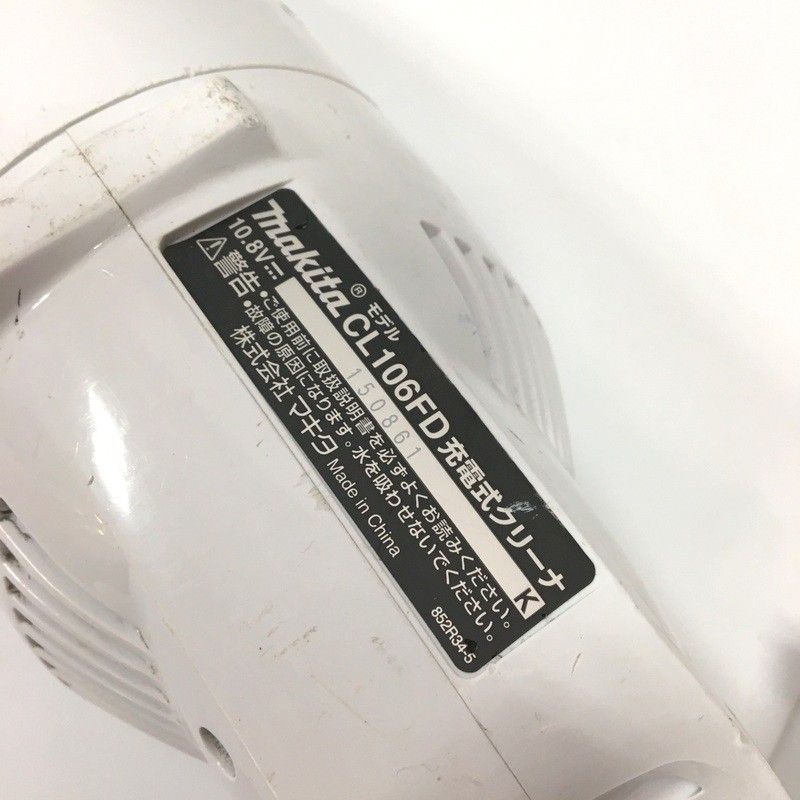 makita® モデル CL106FD 充電式クリーナ
10.8V⎓ 150861 K
⚠警告・ご使用前に取扱説明書を必ずよくお読みください。
・故障の原因になります。水を吸わせないでください。
株式会社マキタ Made in China 852R34-5